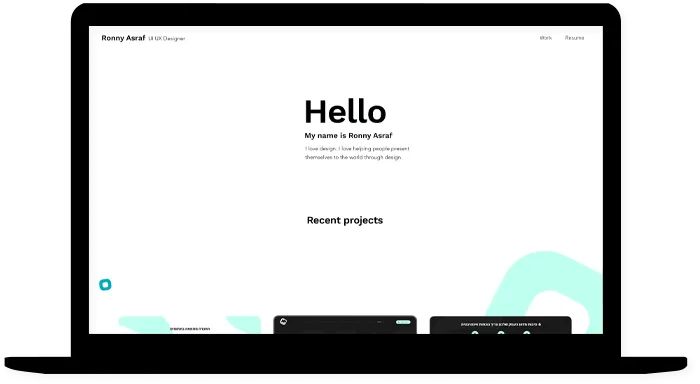 Ronny Asraf UI UX Designer
Work
Resume
Hello
My name is Ronny Asraf
I love design. I love helping people present
themselves to the world through design
Recent projects